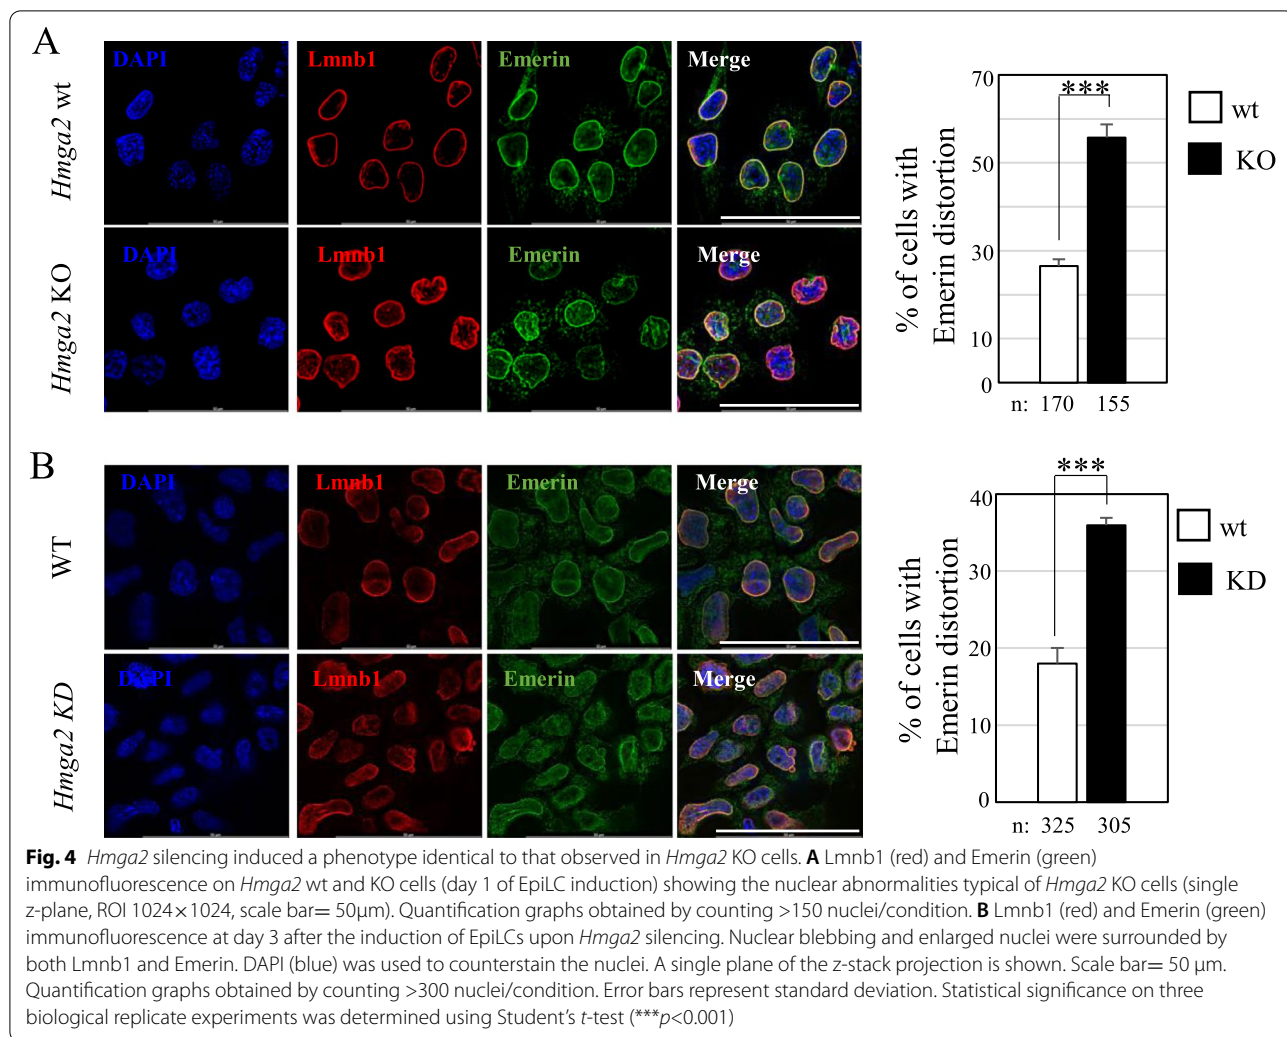 A
DAPI Lmnb1 Emerin Merge
Hmga2 wt
DAPI Lmnb1 Emerin Merge
Hmga2 KO
% of cells with
Emerin distortion
70
50
30
10
0
***
wt
KO
n: 170 155
B
DAPI Lmnb1 Emerin Merge
WT
DAPI Lmnb1 Emerin Merge
Hmga2 KD
% of cells with
Emerin distortion
40
30
20
10
0
***
wt
KD
n: 325 305
Fig. 4 Hmga2 silencing induced a phenotype identical to that observed in Hmga2 KO cells. A Lmnb1 (red) and Emerin (green)
immunofluorescence on Hmga2 wt and KO cells (day 1 of EpiLC induction) showing the nuclear abnormalities typical of Hmga2 KO cells (single
z-plane, ROI 1024×1024, scale bar= 50μm). Quantification graphs obtained by counting >150 nuclei/condition. B Lmnb1 (red) and Emerin (green)
immunofluorescence at day 3 after the induction of EpiLCs upon Hmga2 silencing. Nuclear blebbing and enlarged nuclei were surrounded by
both Lmnb1 and Emerin. DAPI (blue) was used to counterstain the nuclei. A single plane of the z-stack projection is shown. Scale bar= 50 μm.
Quantification graphs obtained by counting >300 nuclei/condition. Error bars represent standard deviation. Statistical significance on three
biological replicate experiments was determined using Student's t-test (***p<0.001)